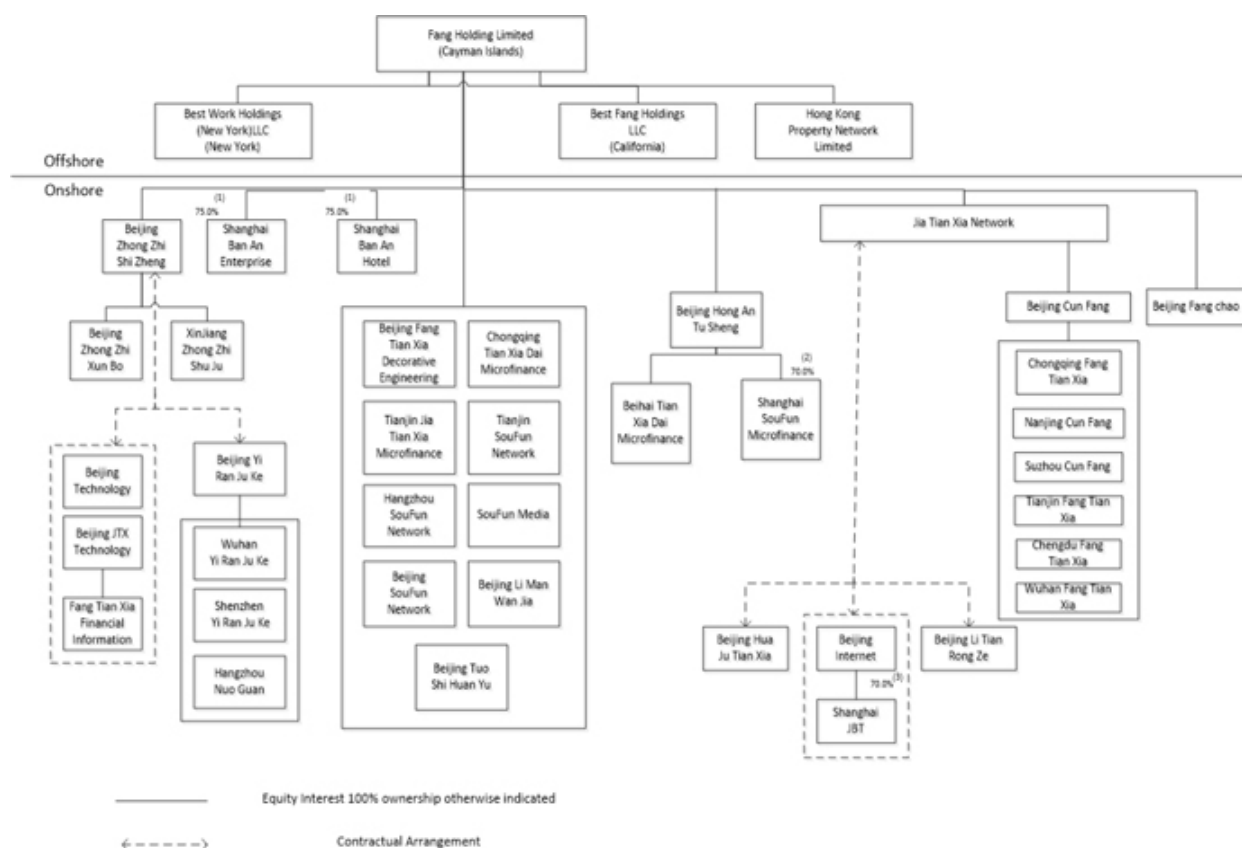 Fang Holding Limited
(Cayman Islands)
Best Work Holdings
(New York)LLC
(New York)
Best Fang Holdings
LLC
(California)
Hong Kong
Property Network
Limited
Offshore
Onshore
(1)
75.0%
(1)
75.0%
Beijing
Zhong Zhi
Shi Zheng
Shanghai
Ban An
Enterprise
Shanghai
Ban An
Hotel
Jia Tian Xia Network
Beijing Hong An
Tu Sheng
Beijing Cun Fang
Beijing Fang chao
Beijing
Zhong Zhi
Xun Bo
XinJiang
Zhong Zhi
Shu Ju
Beijing Fang
Tian Xia
Decorative
Engineering
Chongqing
Tian Xia Dai
Microfinance
(2)
70.0%
Beihai Tian
Xia Dai
Microfinance
Shanghai
SouFun
Microfinance
Chongqing Fang
Tian Xia
Nanjing Cun Fang
Suzhou Cun Fang
Tianjin Fang Tian
Xia
Chengdu Fang
Tian Xia
Wuhan Fang Tian
Xia
Tianjin Jia
Tian Xia
Microfinance
Tianjin
SouFun
Network
Beijing
Technology
Beijing Yi
Ran Ju Ke
Hangzhou
SouFun
Network
SouFun Media
Beijing JTX
Technology
Wuhan
Yi Ran Ju Ke
Beijing
SouFun
Network
Beijing Li Man
Wan Jia
Fang Tian Xia
Financial
Information
Shenzhen
Yi Ran Ju Ke
Hangzhou
Nuo Guan
Beijing Tuo
Shi Huan Yu
Beijing Hua
Ju Tian Xia
Beijing
Internet
Beijing Li Tian
Rong Ze
70.0%(3)
Shanghai
JBT
Equity Interest 100% ownership otherwise indicated
Contractual Arrangement